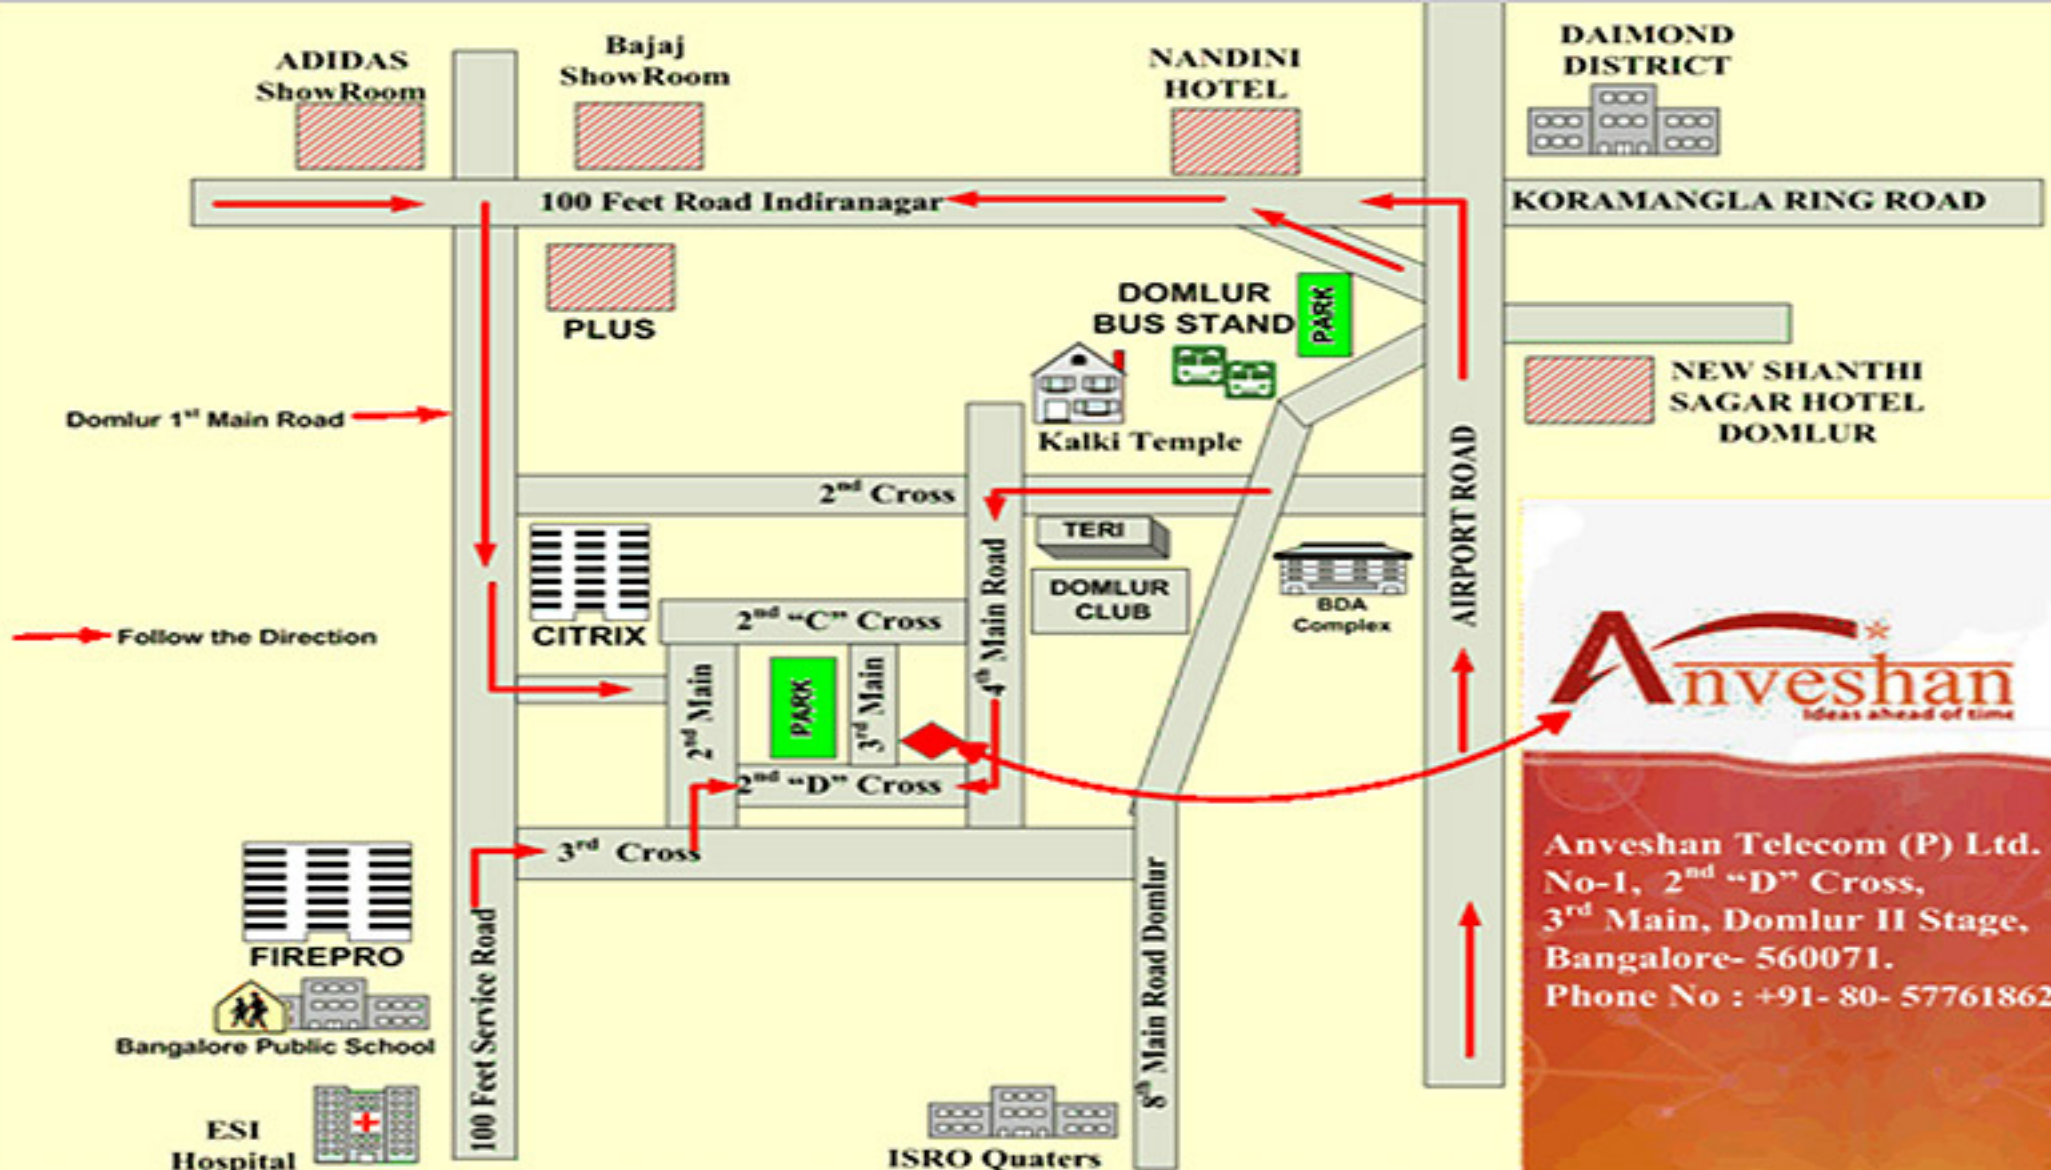 ADIDAS
ShowRoom
Bajaj
ShowRoom
NANDINI
HOTEL
DAIMOND
DISTRICT
100 Feet Road Indiranagar
KORAMANGLA RING ROAD
PLUS
DOMLUR
BUS STAND
PARK
Kalki Temple
NEW SHANTHI
SAGAR HOTEL
DOMLUR
Domlur 1st Main Road
2nd Cross
AIRPORT ROAD
TERI
DOMLUR
CLUB
BDA
Complex
4th Main Road
CITRIX
2nd "C" Cross
Follow the Direction
2nd Main
PARK
3rd Main
2nd "D" Cross
Anveshan
Ideas ahead of time
3rd Cross
FIREPRO
Bangalore Public School
100 Feet Service Road
8th Main Road Domlur
ESI
Hospital
ISRO Quaters
Anveshan Telecom (P) Ltd.
No-1, 2nd "D" Cross,
3rd Main, Domlur II Stage,
Bangalore- 560071.
Phone No : +91- 80- 57761862